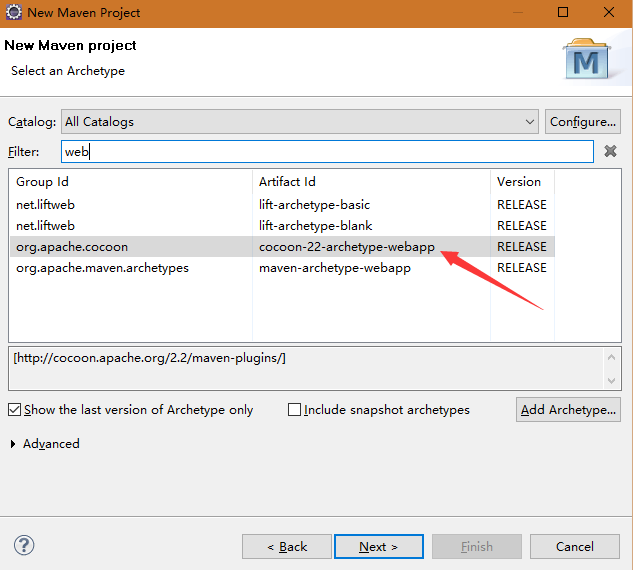 New Maven Project
New Maven project
Select an Archetype
M
Catalog: All Catalogs Configure...
Filter: web
Group Id Artifact Id Version
net.liftweb lift-archetype-basic RELEASE
net.liftweb lift-archetype-blank RELEASE
org.apache.cocoon cocoon-22-archetype-webapp RELEASE
org.apache.maven.archetypes maven-archetype-webapp RELEASE
[http://cocoon.apache.org/2.2/maven-plugins/]
Show the last version of Archetype only Include snapshot archetypes Add Archetype...
Advanced
? < Back Next > Finish Cancel